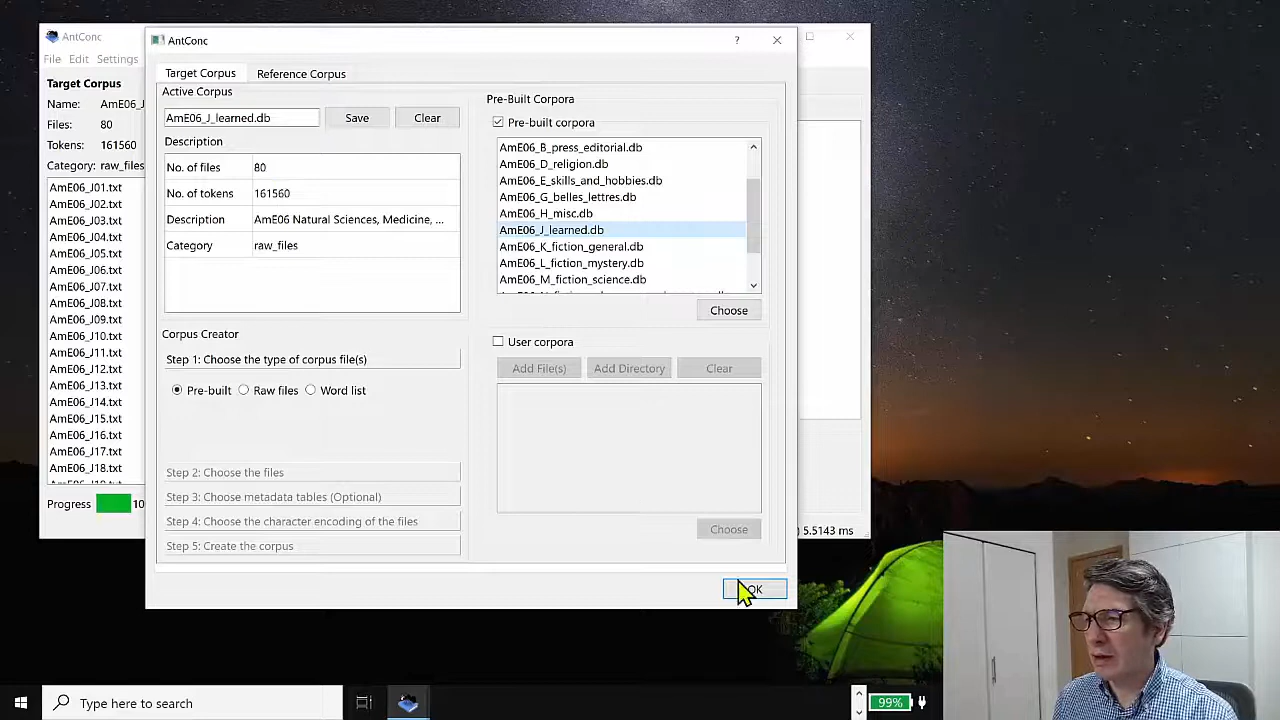 AntConc
File Edit Settings
Target Corpus
Name: AmE06_J
Files: 80
Tokens: 161560
Category: raw_files
AmE06_J01.txt
AmE06_J02.txt
AmE06_J03.txt
AmE06_J04.txt
AmE06_J05.txt
AmE06_J06.txt
AmE06_J07.txt
AmE06_J08.txt
AmE06_J09.txt
AmE06_J10.txt
AmE06_J11.txt
AmE06_J12.txt
AmE06_J13.txt
AmE06_J14.txt
AmE06_J15.txt
AmE06_J16.txt
AmE06_J17.txt
AmE06_J18.txt
Progress 10
AntConc
?
Target Corpus Reference Corpus
Active Corpus
AmE06_J_learned.db Save Clear
Description
No. of files 80
No. of tokens 161560
Description AmE06 Natural Sciences, Medicine, ...
Category raw_files
Corpus Creator
Step 1: Choose the type of corpus file(s)
Pre-built Raw files Word list
Step 2: Choose the files
Step 3: Choose metadata tables (Optional)
Step 4: Choose the character encoding of the files
Step 5: Create the corpus
Pre-Built Corpora
Pre-built corpora
AmE06_B_press_editorial.db
AmE06_D_religion.db
AmE06_E_skills_and_hobbies.db
AmE06_G_belles_lettres.db
AmE06_H_misc.db
AmE06_J_learned.db
AmE06_K_fiction_general.db
AmE06_L_fiction_mystery.db
AmE06_M_fiction_science.db
Choose
User corpora
Add File(s) Add Directory Clear
Choose
OK
5.5143 ms
Type here to search
99%